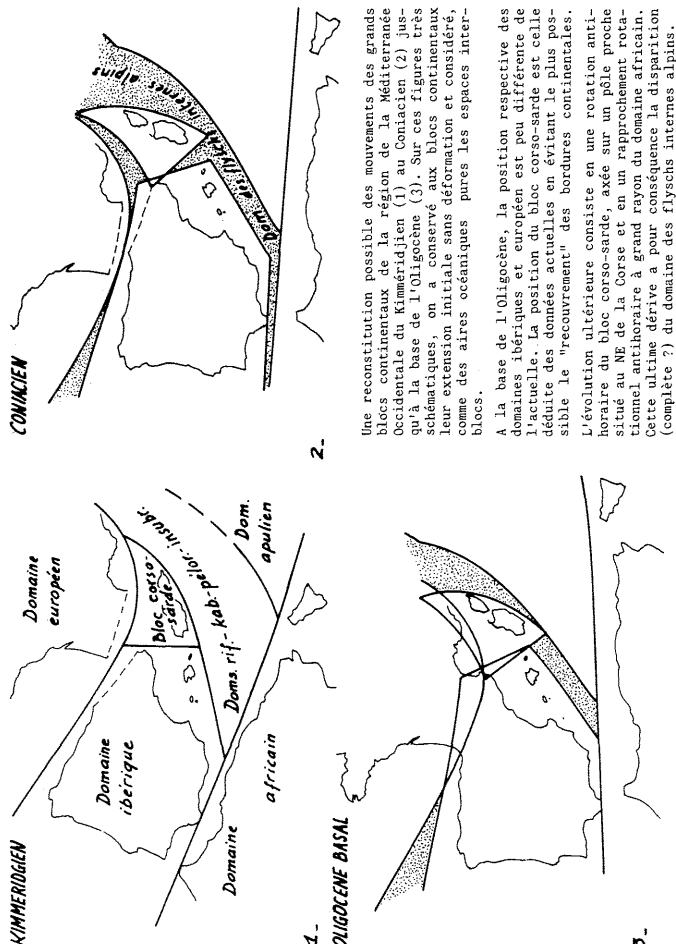 KIMMERIDGIEN
Domaine
européen
Domaine
ibérique
Bloc corso-
sarde
Doms. rif.- kab.- pélor.- insubr.
Dom.
apulien
Domaine
africain
1_
CONIACIEN
Dom. des flyschs internes alpins
2_
OLIGOCENE BASAL
3_
Une reconstitution possible des mouvements des grands
blocs continentaux de la région de la Méditerranée
Occidentale du Kimméridjien (1) au Coniacien (2) jus-
qu'à la base de l'Oligocène (3). Sur ces figures très
schématiques, on a conservé aux blocs continentaux
leur extension initiale sans déformation et considéré,
comme des aires océaniques pures les espaces inter-
blocs.
A la base de l'Oligocène, la position respective des
domaines ibériques et européen est peu différente de
l'actuelle. La position du bloc corso-sarde est celle
déduite des données actuelles en évitant le plus pos-
sible le "recouvrement" des bordures continentales.
L'évolution ultérieure consiste en une rotation anti-
horaire du bloc corso-sarde, axée sur un pôle proche
situé au NE de la Corse et en un rapprochement rota-
tionnel antihoraire à grand rayon du domaine africain.
Cette ultime dérive a pour conséquence la disparition
(complète ?) du domaine des flyschs internes alpins.